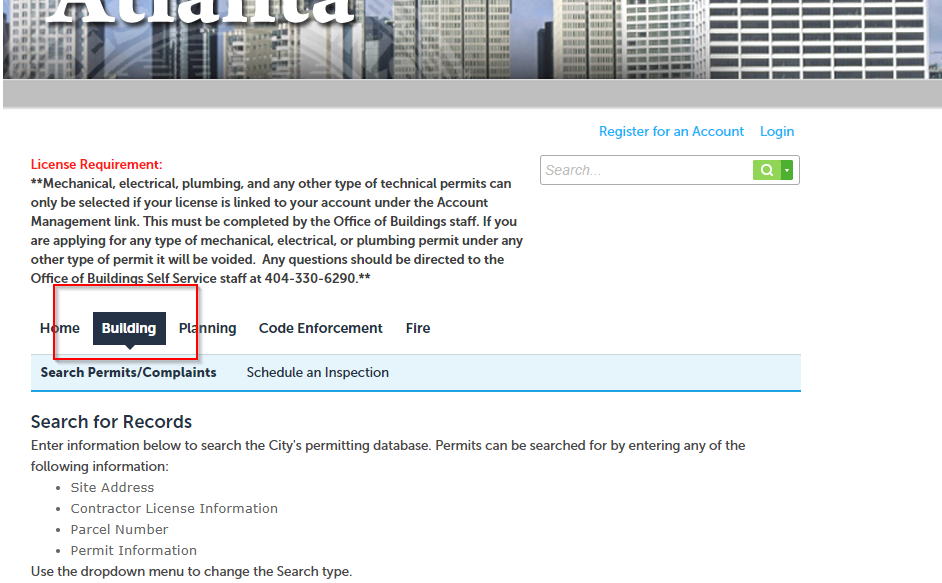 Atlanta
Register for an Account Login
License Requirement:
Search...
**Mechanical, electrical, plumbing, and any other type of technical permits can
only be selected if your license is linked to your account under the Account
Management link. This must be completed by the Office of Buildings staff. If you
are applying for any type of mechanical, electrical, or plumbing permit under any
other type of permit it will be voided.  Any questions should be directed to the
Office of Buildings Self Service staff at 404-330-6290.**
Home Building Planning Code Enforcement Fire
Search Permits/Complaints Schedule an Inspection
Search for Records
Enter information below to search the City's permitting database. Permits can be searched for by entering any of the
following information:
• Site Address
• Contractor License Information
• Parcel Number
• Permit Information
Use the dropdown menu to change the Search type.